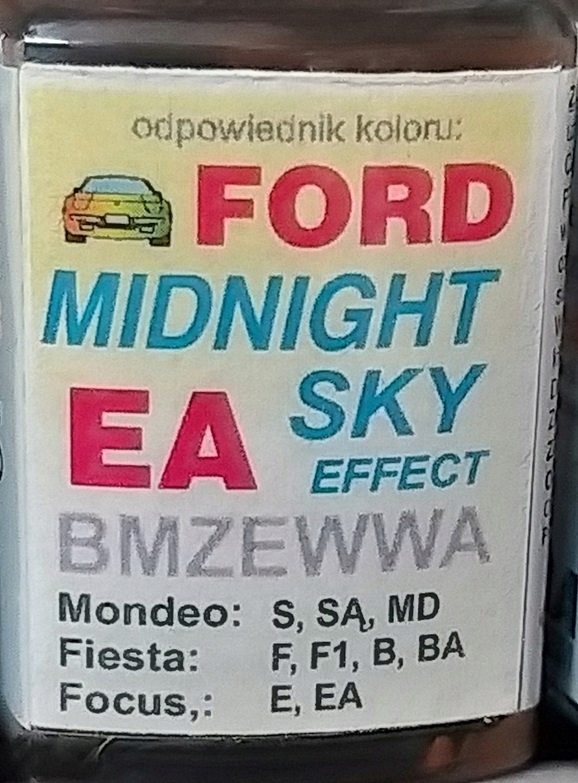 odpowiednik koloru:
FORD
MIDNIGHT
SKY
EA
EFFECT
BMZEWWA
Mondeo: S, SĄ, MD
Fiesta: F, F1, B, BA
Focus,: E, EA